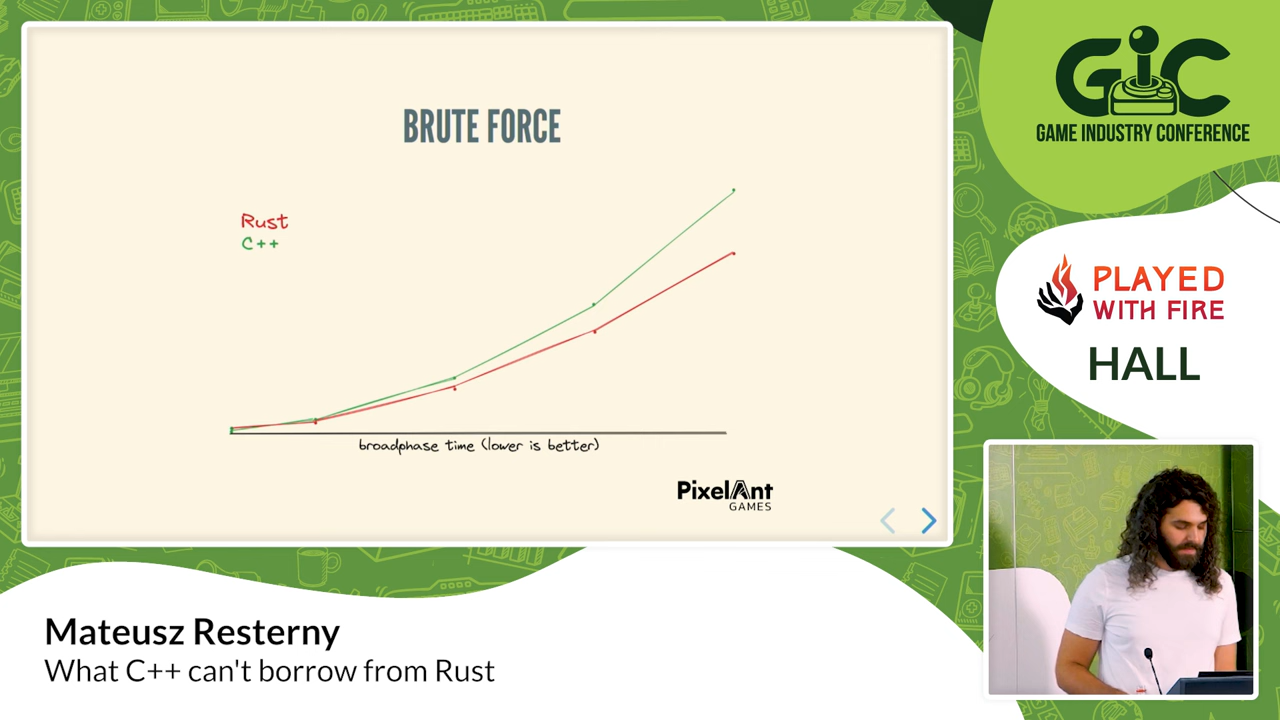 BRUTE FORCE
Rust
C++
broadphase time (lower is better)
PixelAnt
GAMES
GIC
GAME INDUSTRY CONFERENCE
PLAYED
WITH FIRE
HALL
Mateusz Resterny
What C++ can't borrow from Rust